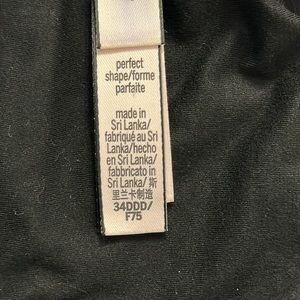 perfect
shape/forme
parfaite
made in
Sri Lanka/
fabriqué au Sri
Lanka/hecho
en Sri Lanka/
fabbricato in
Sri Lanka/ 斯
里兰卡制造
34DDD/
F75